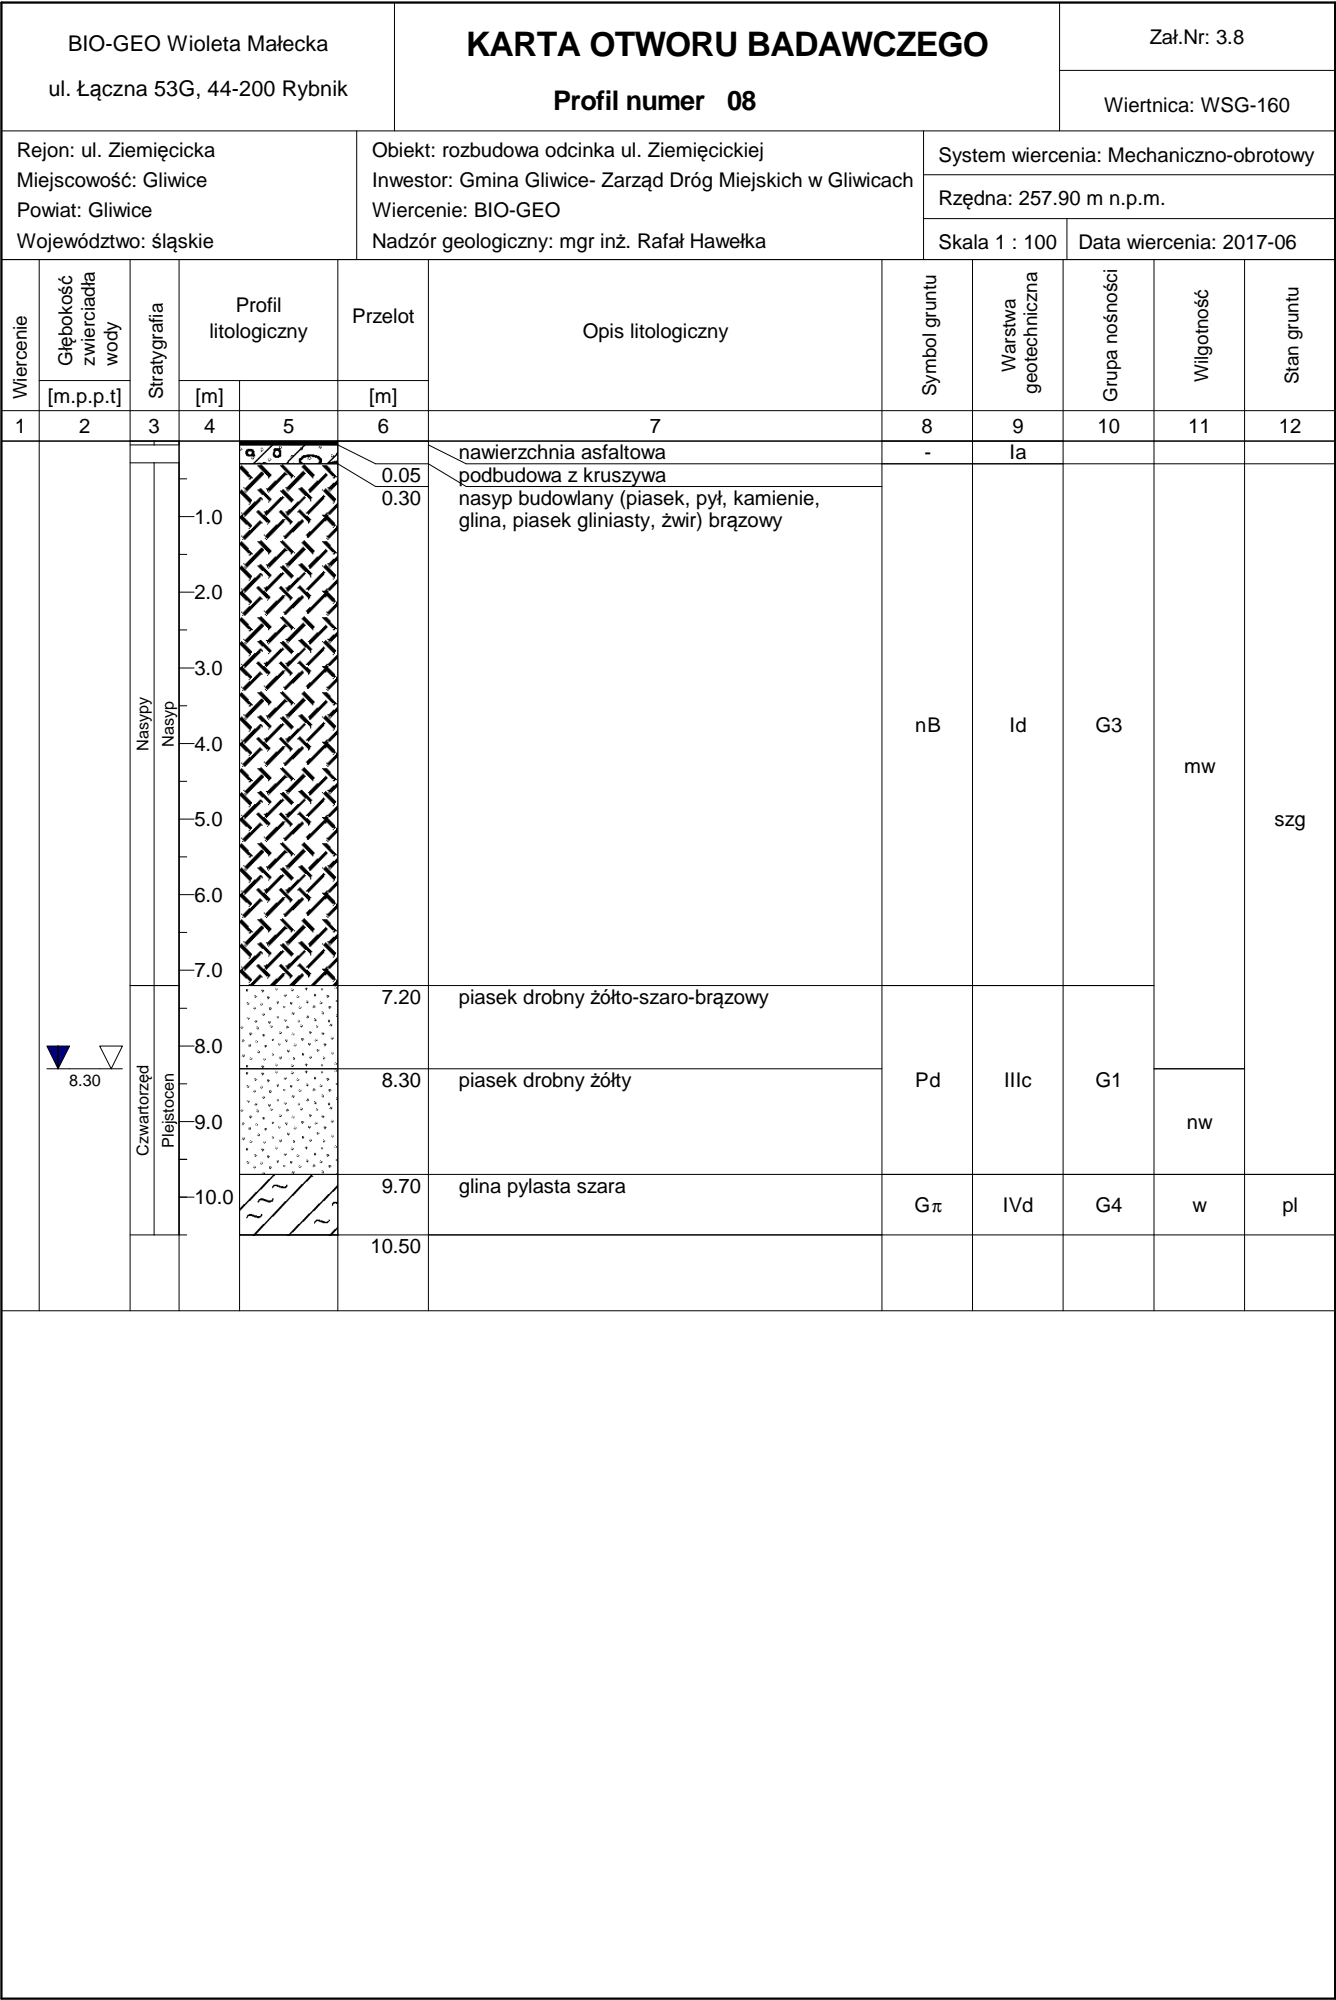 BIO-GEO Wioleta Małecka
ul. Łączna 53G, 44-200 Rybnik
KARTA OTWORU BADAWCZEGO
Profil numer 08
Zał.Nr: 3.8
Wiertnica: WSG-160
Rejon: ul. Ziemięcicka
Miejscowość: Gliwice
Powiat: Gliwice
Województwo: śląskie
Obiekt: rozbudowa odcinka ul. Ziemięcickiej
Inwestor: Gmina Gliwice- Zarząd Dróg Miejskich w Gliwicach
Wiercenie: BIO-GEO
Nadzór geologiczny: mgr inż. Rafał Hawełka
System wiercenia: Mechaniczno-obrotowy
Rzędna: 257.90 m n.p.m.
Skala 1 : 100
Data wiercenia: 2017-06
Wiercenie
Głębokość
zwierciadła
wody
[m.p.p.t]
Stratygrafia
Profil
litologiczny
[m]
Przelot
[m]
Opis litologiczny
Symbol gruntu
Warstwa
geotechniczna
Grupa nośności
Wilgotność
Stan gruntu
1 2 3 4 5 6 7 8 9 10 11 12
nawierzchnia asfaltowa - Ia
0.05 podbudowa z kruszywa
0.30 nasyp budowlany (piasek, pył, kamienie,
glina, piasek gliniasty, żwir) brązowy
1.0
2.0
3.0
4.0
5.0
6.0
7.0
8.0
9.0
10.0
Nasypy
Nasyp
nB Id G3
mw
szg
7.20 piasek drobny żółto-szaro-brązowy
8.30
8.30 piasek drobny żółty
Pd IIIc G1
nw
Czwartorzęd
Plejstocen
9.70 glina pylasta szara
Gπ IVd G4 w pl
10.50